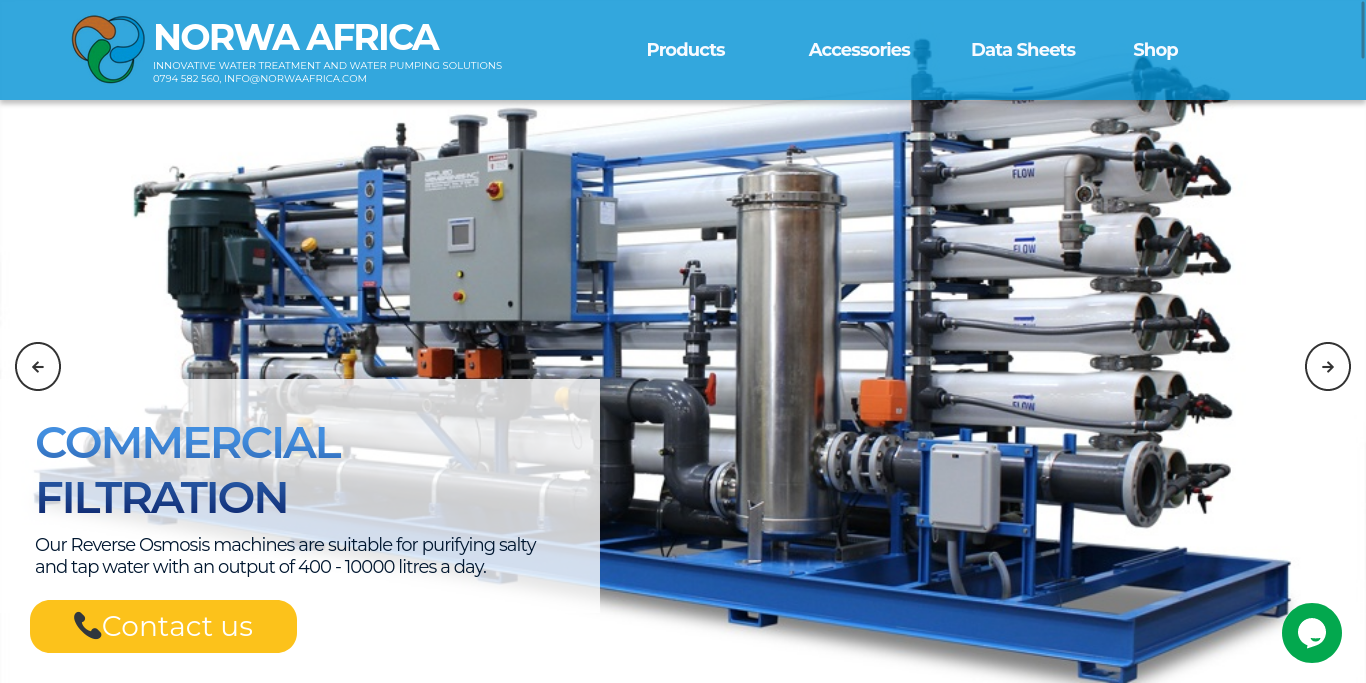 NORWA AFRICA
INNOVATIVE WATER TREATMENT AND WATER PUMPING SOLUTIONS
0794 582 560, INFO@NORWAAFRICA.COM
Products
Accessories
Data Sheets
Shop
FLOW
FLOW
FLOW
FLOW
FLOW
COMMERCIAL
FILTRATION
Our Reverse Osmosis machines are suitable for purifying salty
and tap water with an output of 400 - 10000 litres a day.
Contact us